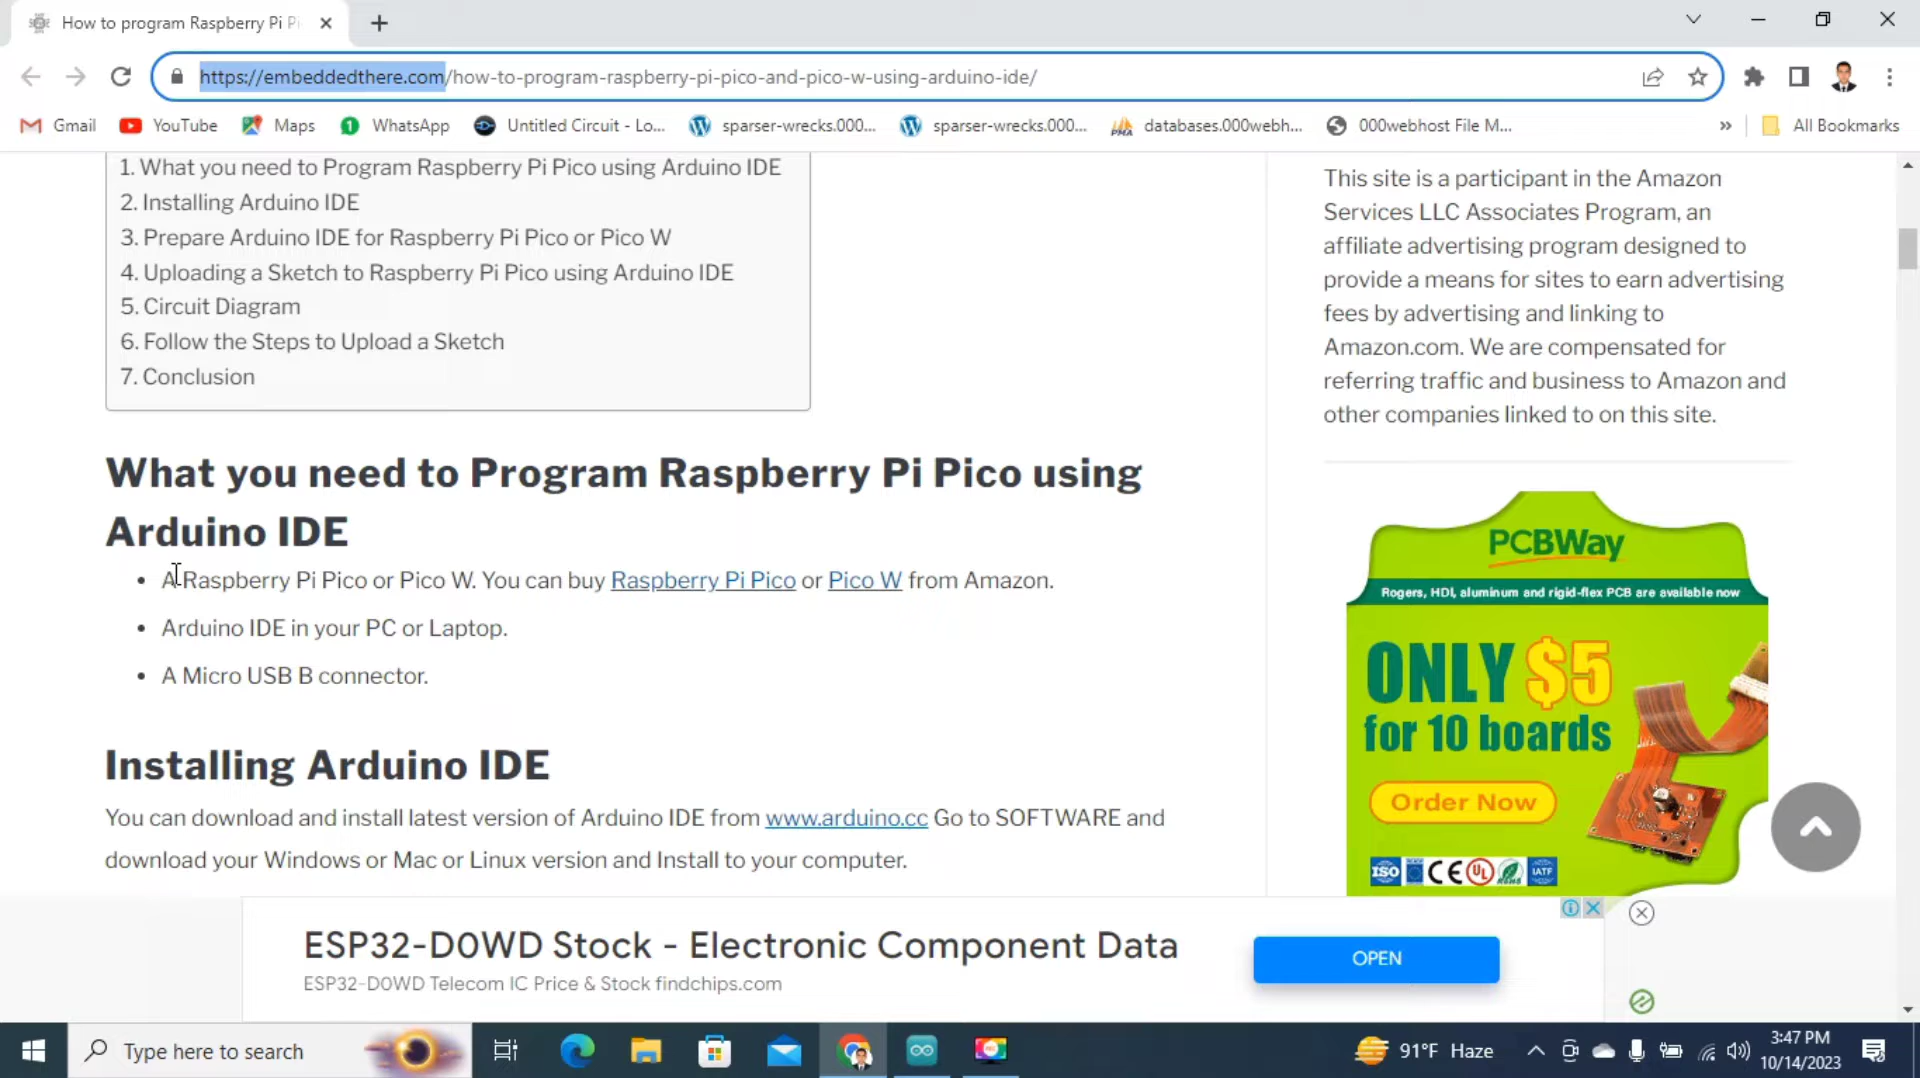 How to program Raspberry Pi Pi
https://embeddedthere.com/how-to-program-raspberry-pi-pico-and-pico-w-using-arduino-ide/
Gmail
YouTube
Maps
WhatsApp
Untitled Circuit - Lo...
sparser-wrecks.000...
sparser-wrecks.000...
databases.000webh...
000webhost File M...
»
All Bookmarks
1. What you need to Program Raspberry Pi Pico using Arduino IDE
2. Installing Arduino IDE
3. Prepare Arduino IDE for Raspberry Pi Pico or Pico W
4. Uploading a Sketch to Raspberry Pi Pico using Arduino IDE
5. Circuit Diagram
6. Follow the Steps to Upload a Sketch
7. Conclusion
What you need to Program Raspberry Pi Pico using
Arduino IDE
• A Raspberry Pi Pico or Pico W. You can buy Raspberry Pi Pico or Pico W from Amazon.
• Arduino IDE in your PC or Laptop.
• A Micro USB B connector.
Installing Arduino IDE
You can download and install latest version of Arduino IDE from www.arduino.cc Go to SOFTWARE and
download your Windows or Mac or Linux version and Install to your computer.
This site is a participant in the Amazon
Services LLC Associates Program, an
affiliate advertising program designed to
provide a means for sites to earn advertising
fees by advertising and linking to
Amazon.com. We are compensated for
referring traffic and business to Amazon and
other companies linked to on this site.
PCBWay
Rogers, HDI, aluminum and rigid-flex PCB are available now
ONLY $5
for 10 boards
Order Now
ISO CE UL RoHS IATF
ESP32-D0WD Stock - Electronic Component Data
ESP32-D0WD Telecom IC Price & Stock findchips.com
OPEN
Type here to search
91°F Haze
3:47 PM
10/14/2023